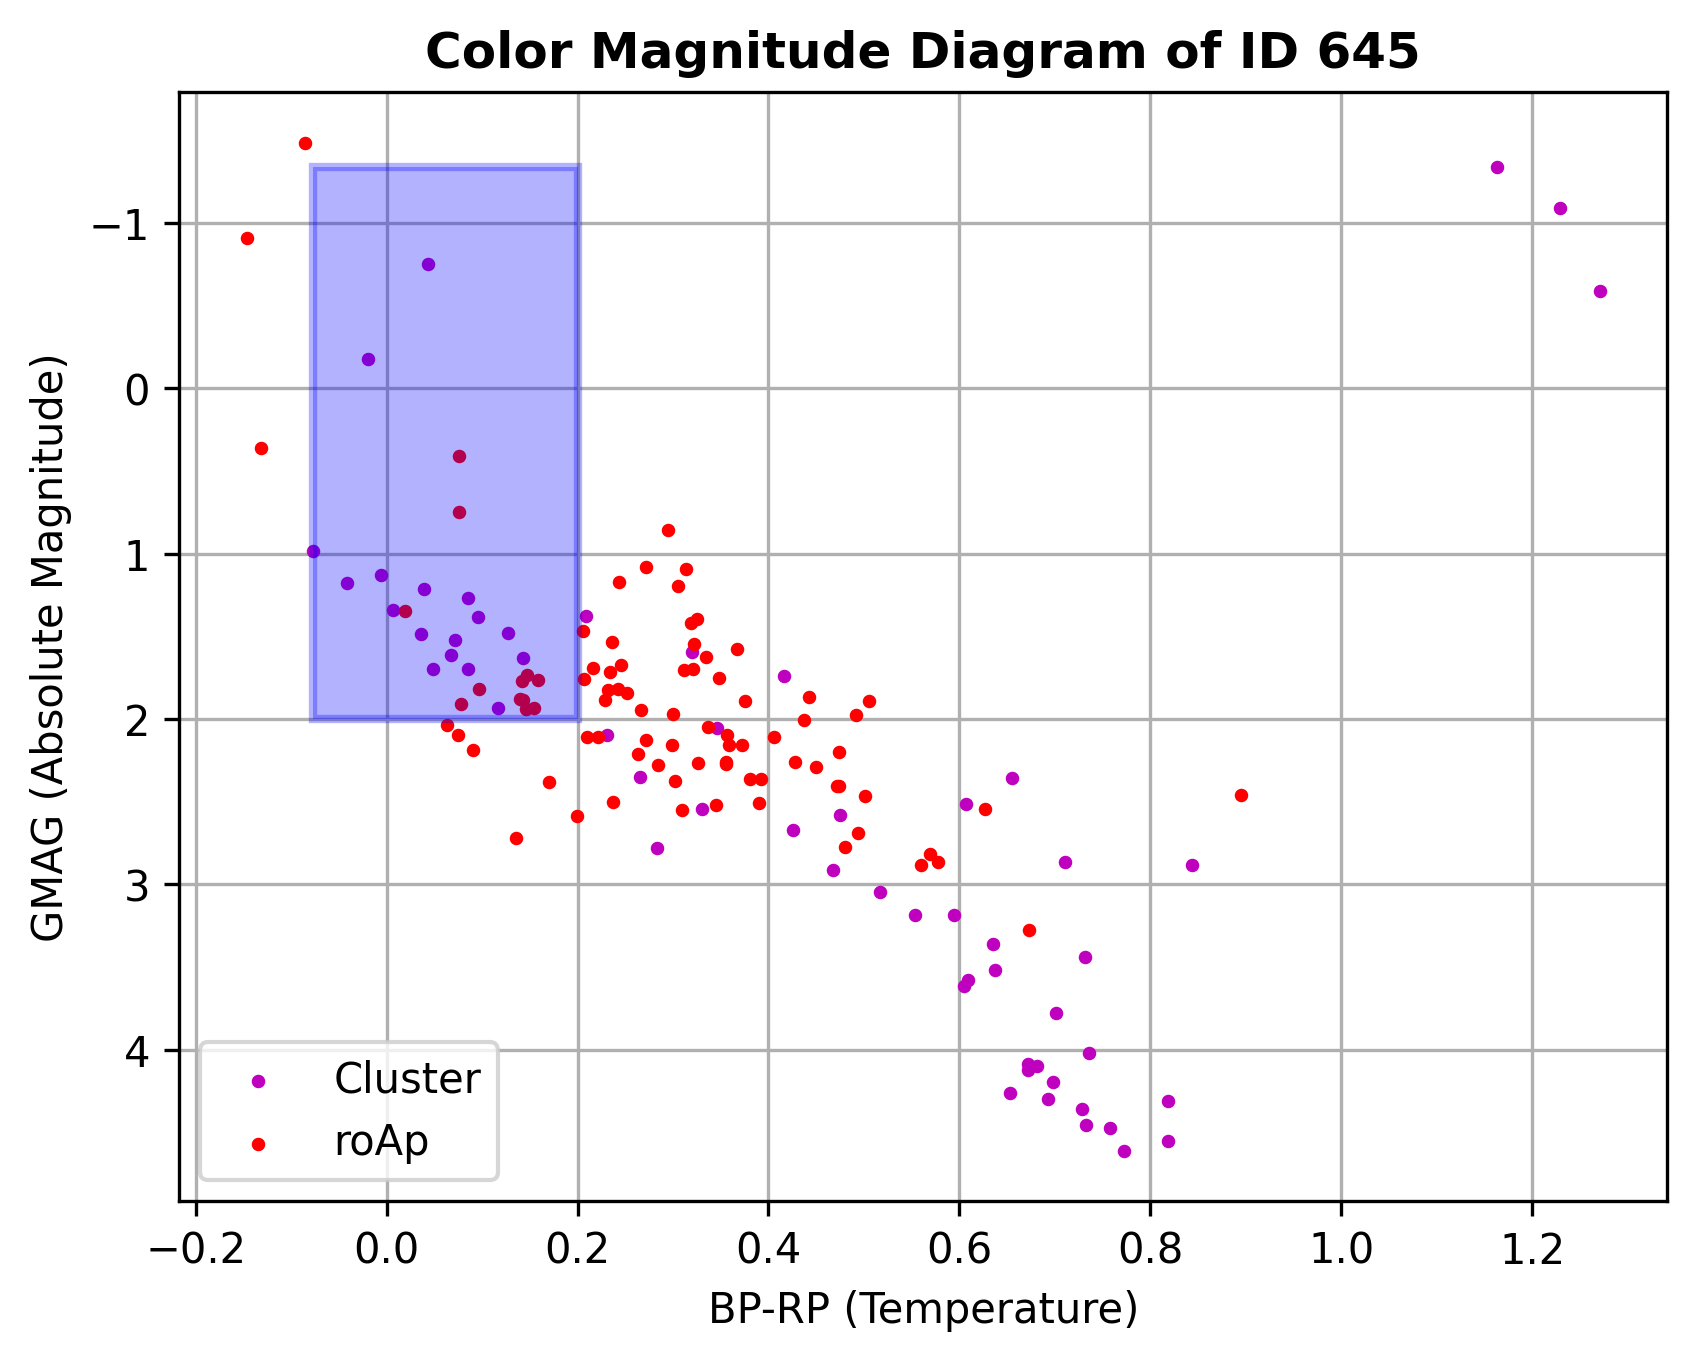 Color Magnitude Diagram of ID 645
GMAG (Absolute Magnitude)
−1
0
1
2
3
4
Cluster
roAp
−0.2 0.0 0.2 0.4 0.6 0.8 1.0 1.2
BP-RP (Temperature)